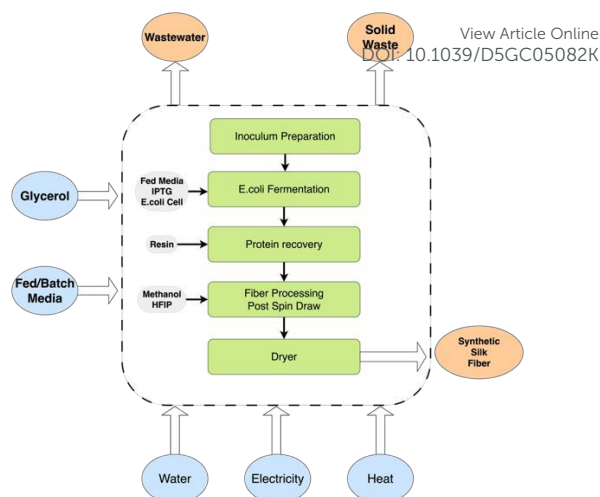 View Article Online
DOI: 10.1039/D5GC05082K
Wastewater
Solid
Waste
Inoculum Preparation
Fed Media
IPTG
E.coli Cell
E.coli Fermentation
Glycerol
Resin
Protein recovery
Fed/Batch
Media
Methanol
HFIP
Fiber Processing
Post Spin Draw
Dryer
Synthetic
Silk
Fiber
Water
Electricity
Heat